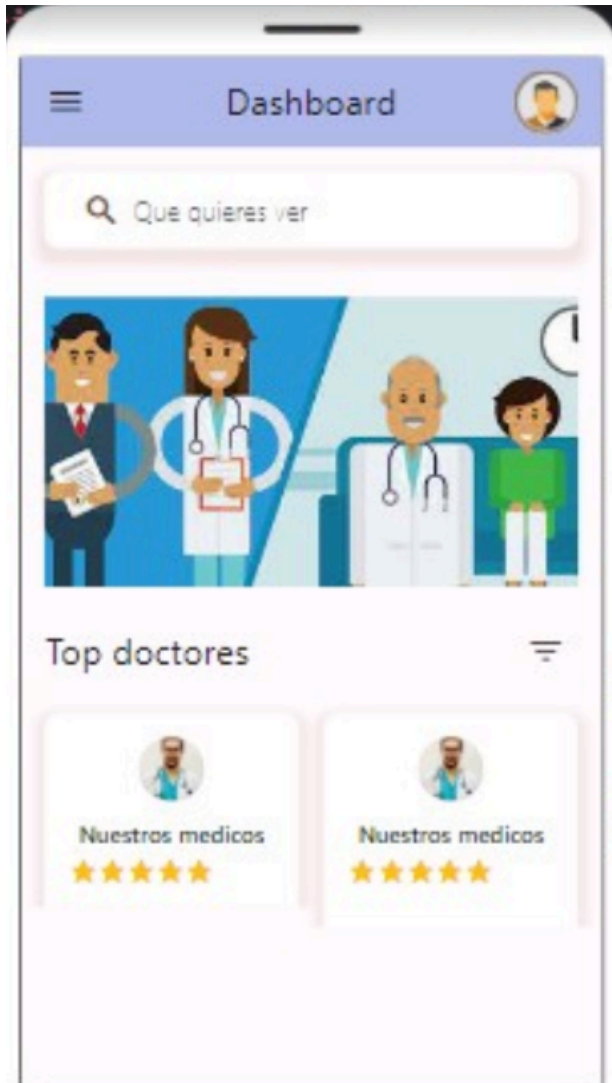 Dashboard
Que quieres ver
Top doctores
Nuestros medicos
Nuestros medicos